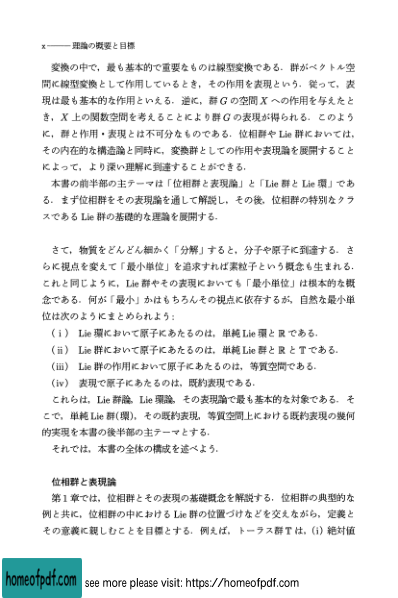 x ——— 理論の概要と目標
変換の中で，最も基本的で重要なものは線型変換である．群がベクトル空
間に線型変換として作用しているとき，その作用を表現という．従って，表
現は最も基本的な作用といえる．逆に，群 G の空間 X への作用を与えたと
き，X 上の関数空間を考えることにより群 G の表現が得られる．このよう
に，群と作用・表現とは不可分なものである．位相群や Lie 群においては，
その内在的な構造論と同時に，変換群としての作用や表現論を展開すること
によって，より深い理解に到達することができる．
本書の前半部の主テーマは「位相群と表現論」と「Lie 群と Lie 環」であ
る．まず位相群をその表現論を通して解説し，その後，位相群の特別なクラ
スである Lie 群の基礎的な理論を展開する．
さて，物質をどんどん細かく「分解」すると，分子や原子に到達する．さ
らに視点を変えて「最小単位」を追求すれば素粒子という概念も生まれる．
これと同じように，Lie 群やその表現においても「最小単位」は根本的な概
念である．何が「最小」かはもちろんその視点に依存するが，自然な最小単
位は次のようにまとめられよう：
(ⅰ) Lie 環において原子にあたるのは，単純 Lie 環と ℝ である．
(ⅱ) Lie 群において原子にあたるのは，単純 Lie 群と ℝ と 𝕋 である．
(ⅲ) Lie 群の作用において原子にあたるのは，等質空間である．
(ⅳ) 表現で原子にあたるのは，既約表現である．
これらは，Lie 群論，Lie 環論，その表現論で最も基本的な対象である．そ
こで，単純 Lie 群(環)，その既約表現，等質空間上における既約表現の幾何
的実現を本書の後半部の主テーマとする．
それでは，本書の全体の構成を述べよう．
位相群と表現論
第 1 章では，位相群とその表現の基礎概念を解説する．位相群の典型的な
例と共に，位相群の中における Lie 群の位置づけなどを交えながら，定義と
その意義に親しむことを目標とする．例えば，トーラス群 𝕋 は，(i) 絶対値
homeofpdf.com
see more please visit: https://homeofpdf.com